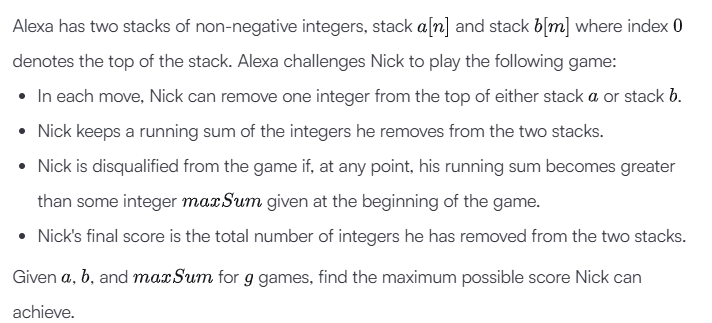 Alexa has two stacks of non-negative integers, stack a[n] and stack b[m] where index 0
denotes the top of the stack. Alexa challenges Nick to play the following game:
• In each move, Nick can remove one integer from the top of either stack a or stack b.
• Nick keeps a running sum of the integers he removes from the two stacks.
• Nick is disqualified from the game if, at any point, his running sum becomes greater
than some integer maxSum given at the beginning of the game.
• Nick's final score is the total number of integers he has removed from the two stacks.
Given a, b, and maxSum for g games, find the maximum possible score Nick can
achieve.